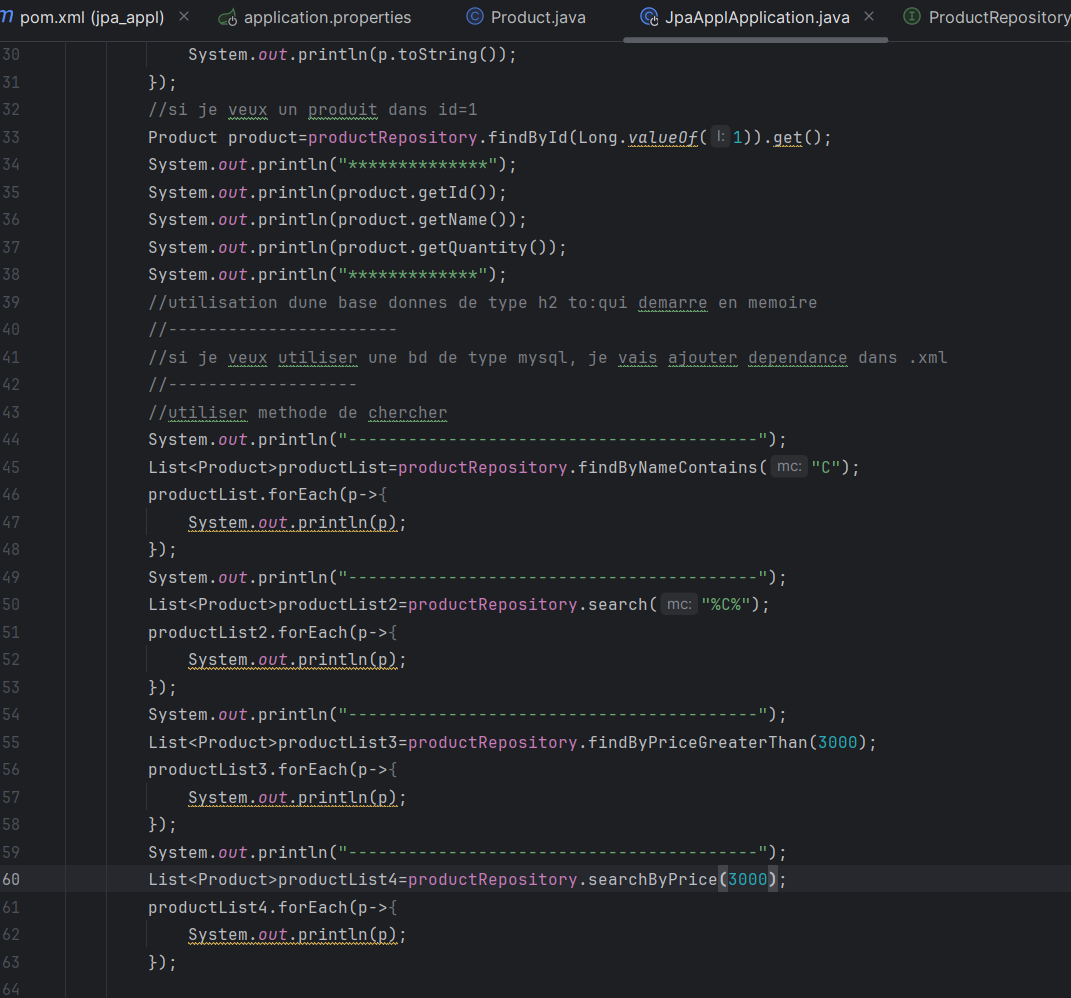 pom.xml (jpa_appl) × application.properties Product.java JpaApplApplication.java × ProductRepository
30 System.out.println(p.toString());
31 });
32 //si je veux un produit dans id=1
33 Product product=productRepository.findById(Long.valueOf( l: 1)).get();
34 System.out.println("**************");
35 System.out.println(product.getId());
36 System.out.println(product.getName());
37 System.out.println(product.getQuantity());
38 System.out.println("*************");
39 //utilisation dune base donnes de type h2 to:qui demarre en memoire
40 //-----------------------
41 //si je veux utiliser une bd de type mysql, je vais ajouter dependance dans .xml
42 //-------------------
43 //utiliser methode de chercher
44 System.out.println("-----------------------------------------");
45 List<Product>productList=productRepository.findByNameContains( mc: "C");
46 productList.forEach(p->{
47 System.out.println(p);
48 });
49 System.out.println("-----------------------------------------");
50 List<Product>productList2=productRepository.search( mc: "%C%");
51 productList2.forEach(p->{
52 System.out.println(p);
53 });
54 System.out.println("-----------------------------------------");
55 List<Product>productList3=productRepository.findByPriceGreaterThan(3000);
56 productList3.forEach(p->{
57 System.out.println(p);
58 });
59 System.out.println("-----------------------------------------");
60 List<Product>productList4=productRepository.searchByPrice(3000);
61 productList4.forEach(p->{
62 System.out.println(p);
63 });
64